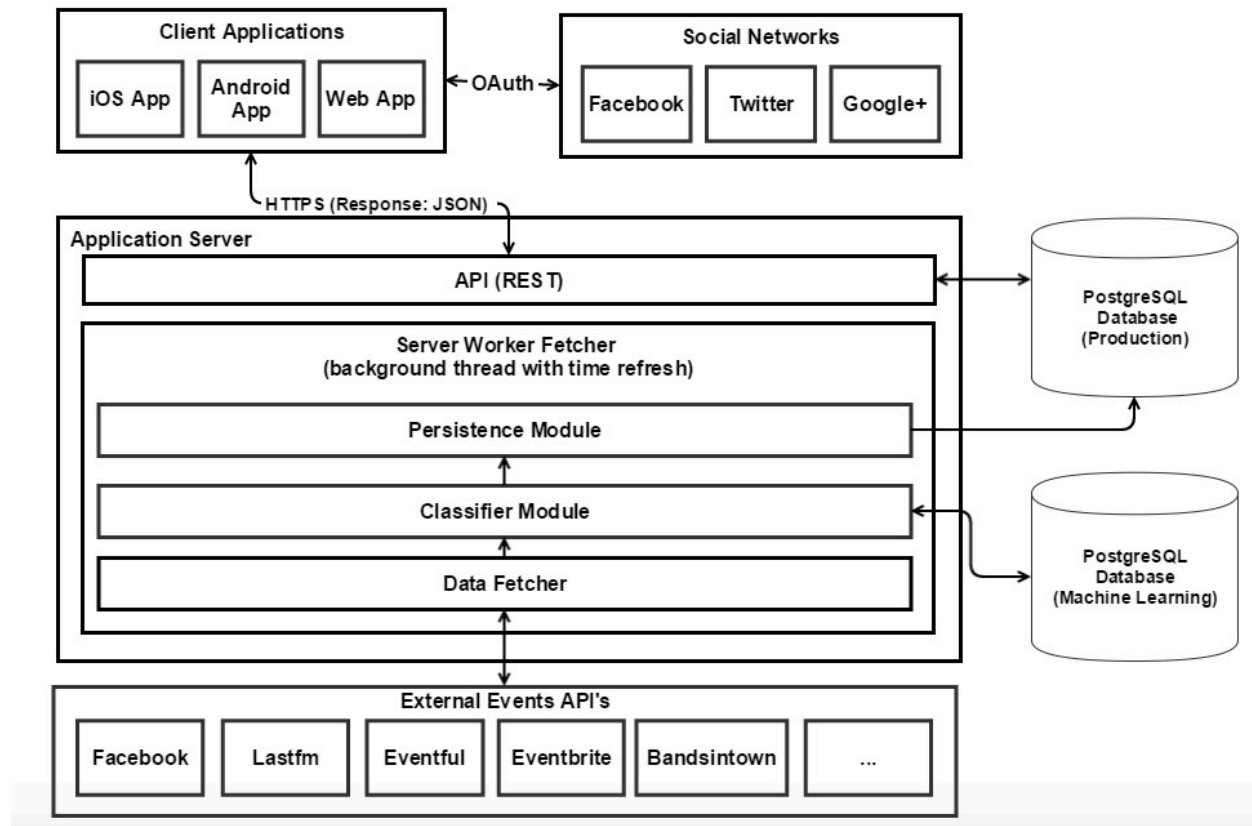 Client Applications
iOS App
Android
App
Web App
OAuth
Social Networks
Facebook
Twitter
Google+
HTTPS (Response: JSON)
Application Server
API (REST)
Server Worker Fetcher
(background thread with time refresh)
Persistence Module
Classifier Module
Data Fetcher
PostgreSQL
Database
(Production)
PostgreSQL
Database
(Machine Learning)
External Events API's
Facebook
Lastfm
Eventful
Eventbrite
Bandsintown
...